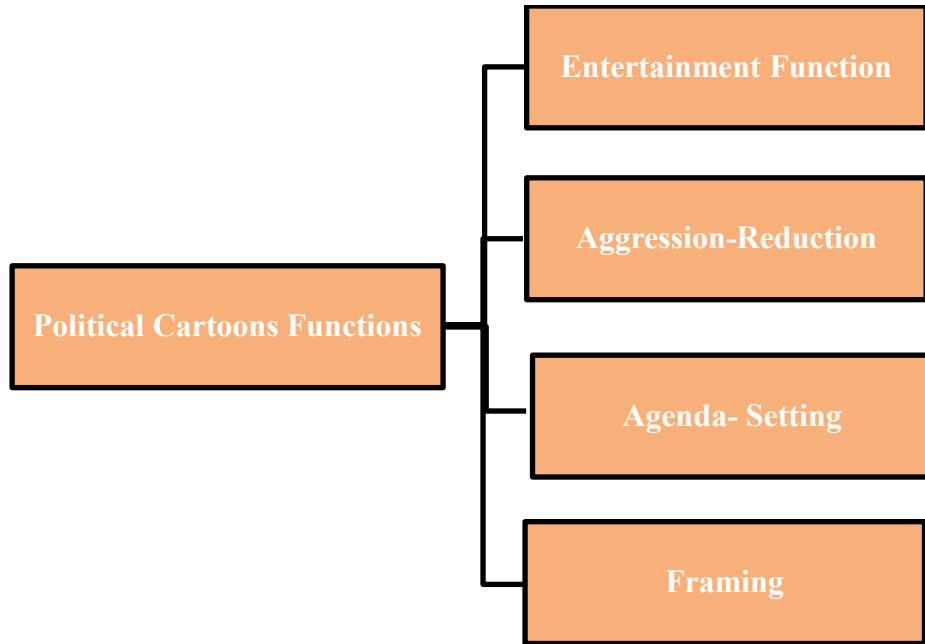 Entertainment Function
Aggression-Reduction
Political Cartoons Functions
Agenda- Setting
Framing